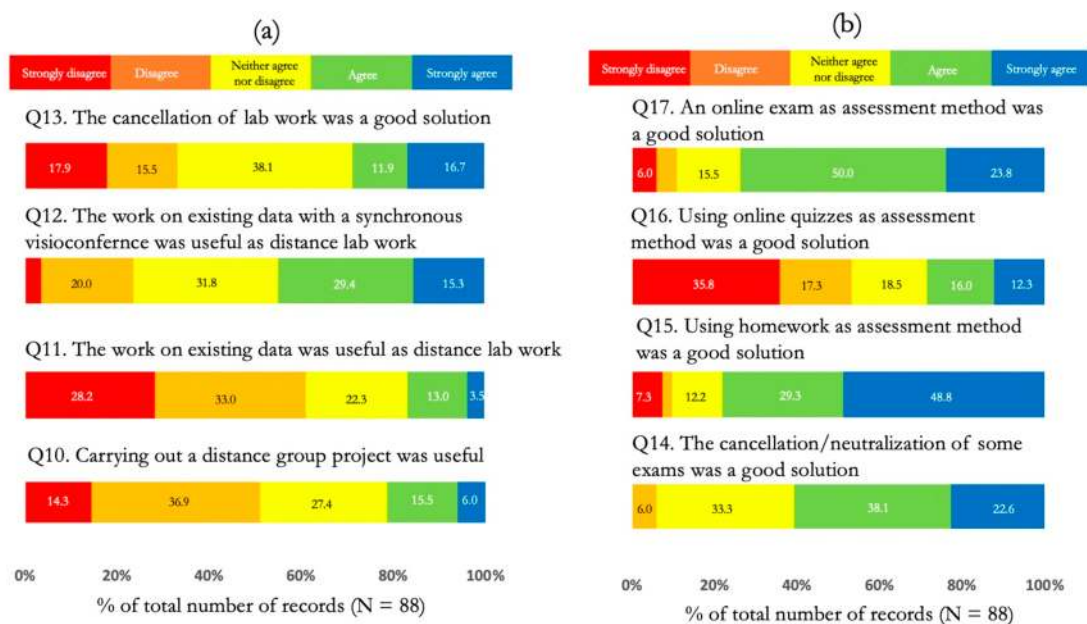 (a)
Strongly disagree Disagree Neither agree nor disagree Agree Strongly agree
Q13. The cancellation of lab work was a good solution
17.9 15.5 38.1 11.9 16.7
Q12. The work on existing data with a synchronous
visioconfernce was useful as distance lab work
20.0 31.8 29.4 15.3
Q11. The work on existing data was useful as distance lab work
28.2 33.0 22.3 13.0 3.5
Q10. Carrying out a distance group project was useful
14.3 36.9 27.4 15.5 6.0
0% 20% 40% 60% 80% 100%
% of total number of records (N = 88)
(b)
Strongly disagree Disagree Neither agree nor disagree Agree Strongly agree
Q17. An online exam as assessment method was
a good solution
6.0 15.5 50.0 23.8
Q16. Using online quizzes as assessment
method was a good solution
35.8 17.3 18.5 16.0 12.3
Q15. Using homework as assessment method
was a good solution
7.3 12.2 29.3 48.8
Q14. The cancellation/neutralization of some
exams was a good solution
6.0 33.3 38.1 22.6
0% 20% 40% 60% 80% 100%
% of total number of records (N = 88)